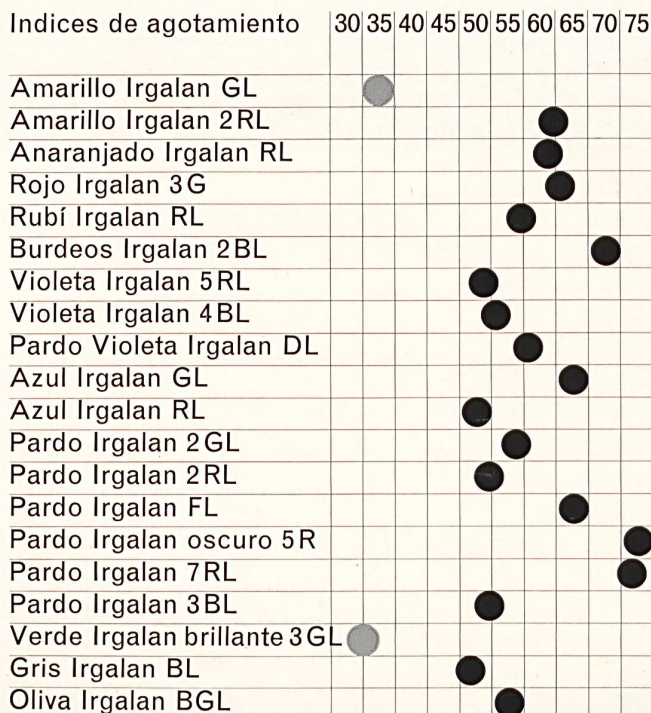 Indices de agotamiento 30 35 40 45 50 55 60 65 70 75
Amarillo Irgalan GL
Amarillo Irgalan 2RL
Anaranjado Irgalan RL
Rojo Irgalan 3G
Rubí Irgalan RL
Burdeos Irgalan 2BL
Violeta Irgalan 5RL
Violeta Irgalan 4BL
Pardo Violeta Irgalan DL
Azul Irgalan GL
Azul Irgalan RL
Pardo Irgalan 2GL
Pardo Irgalan 2RL
Pardo Irgalan FL
Pardo Irgalan oscuro 5R
Pardo Irgalan 7RL
Pardo Irgalan 3BL
Verde Irgalan brillante 3GL
Gris Irgalan BL
Oliva Irgalan BGL